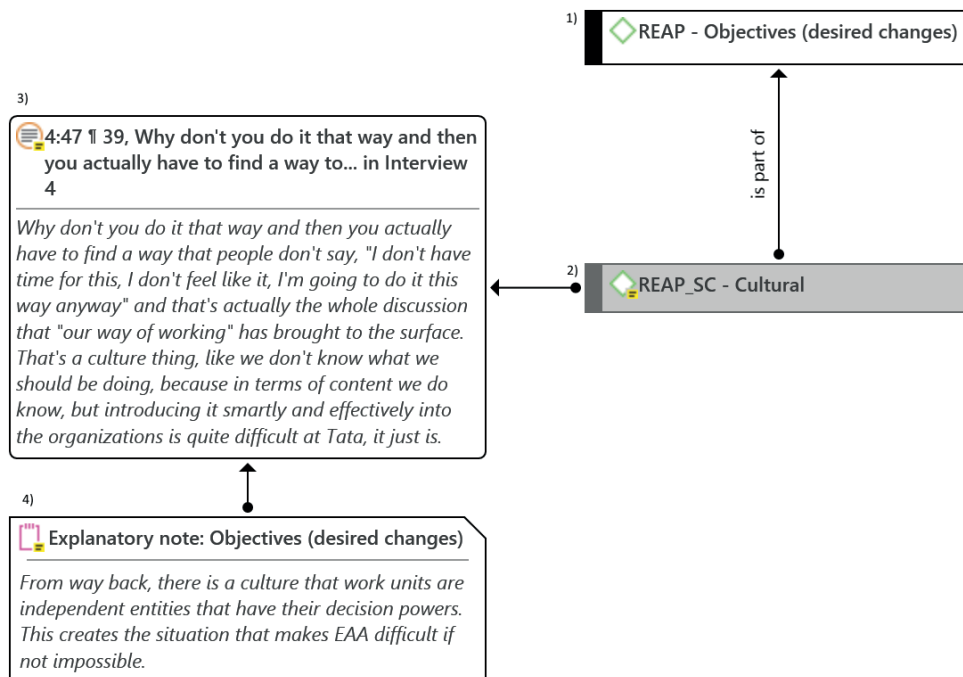 1)
REAP - Objectives (desired changes)
is part of
2)
REAP_SC - Cultural
3)
4:47 ¶ 39, Why don't you do it that way and then
you actually have to find a way to... in Interview
4
Why don't you do it that way and then you actually
have to find a way that people don't say, "I don't have
time for this, I don't feel like it, I'm going to do it this
way anyway" and that's actually the whole discussion
that "our way of working" has brought to the surface.
That's a culture thing, like we don't know what we
should be doing, because in terms of content we do
know, but introducing it smartly and effectively into
the organizations is quite difficult at Tata, it just is.
4)
Explanatory note: Objectives (desired changes)
From way back, there is a culture that work units are
independent entities that have their decision powers.
This creates the situation that makes EAA difficult if
not impossible.